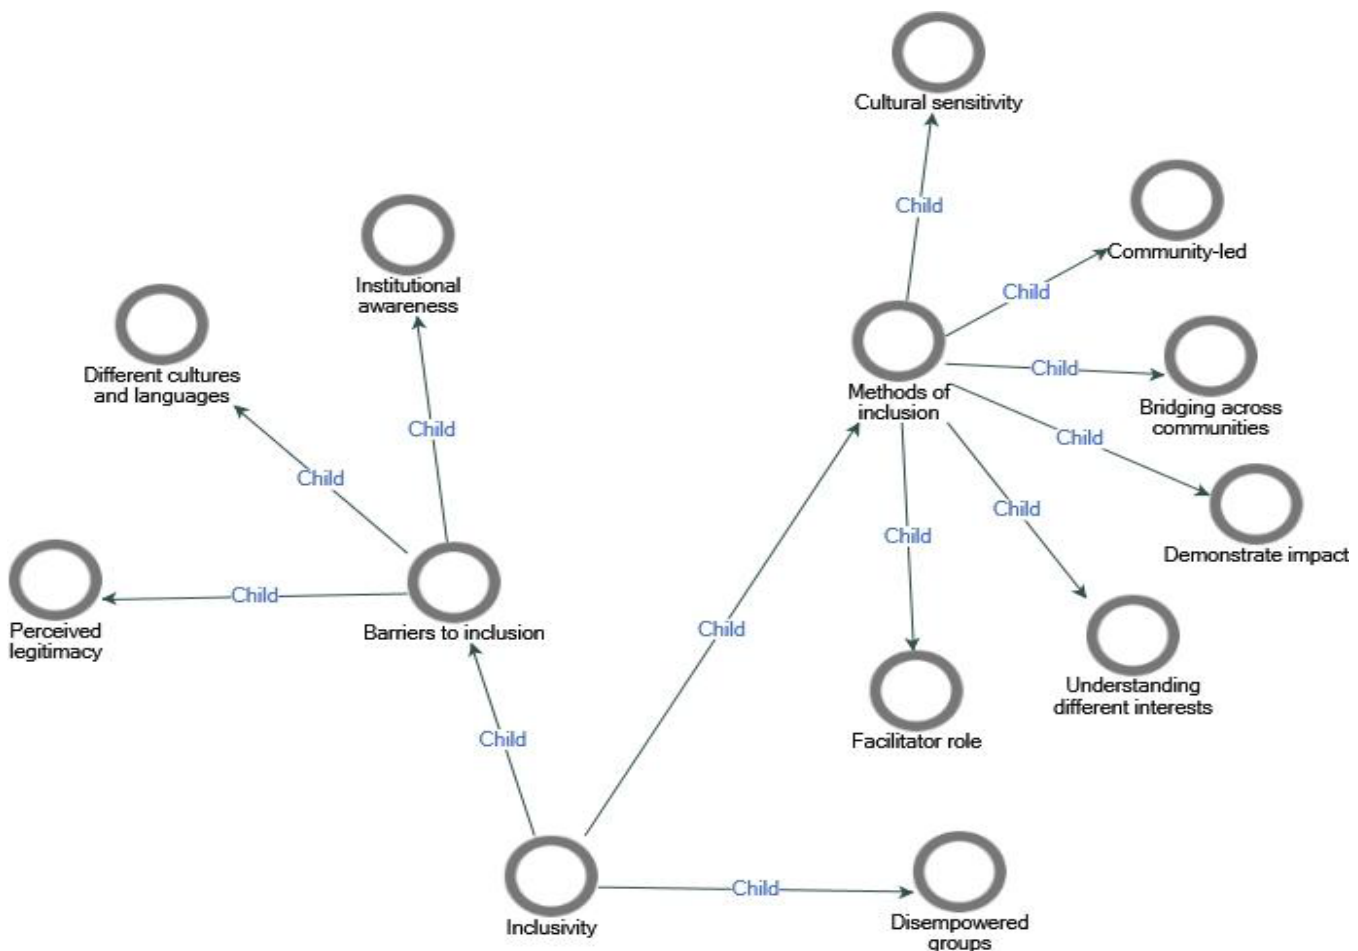 Cultural sensitivity
Child
Community-led
Child
Institutional
awareness
Different cultures
and languages
Child
Methods of
inclusion
Bridging across
communities
Child
Child
Child
Child
Child
Demonstrate impact
Child
Perceived
legitimacy
Barriers to inclusion
Child
Understanding
different interests
Facilitator role
Child
Inclusivity
Child
Disempowered
groups